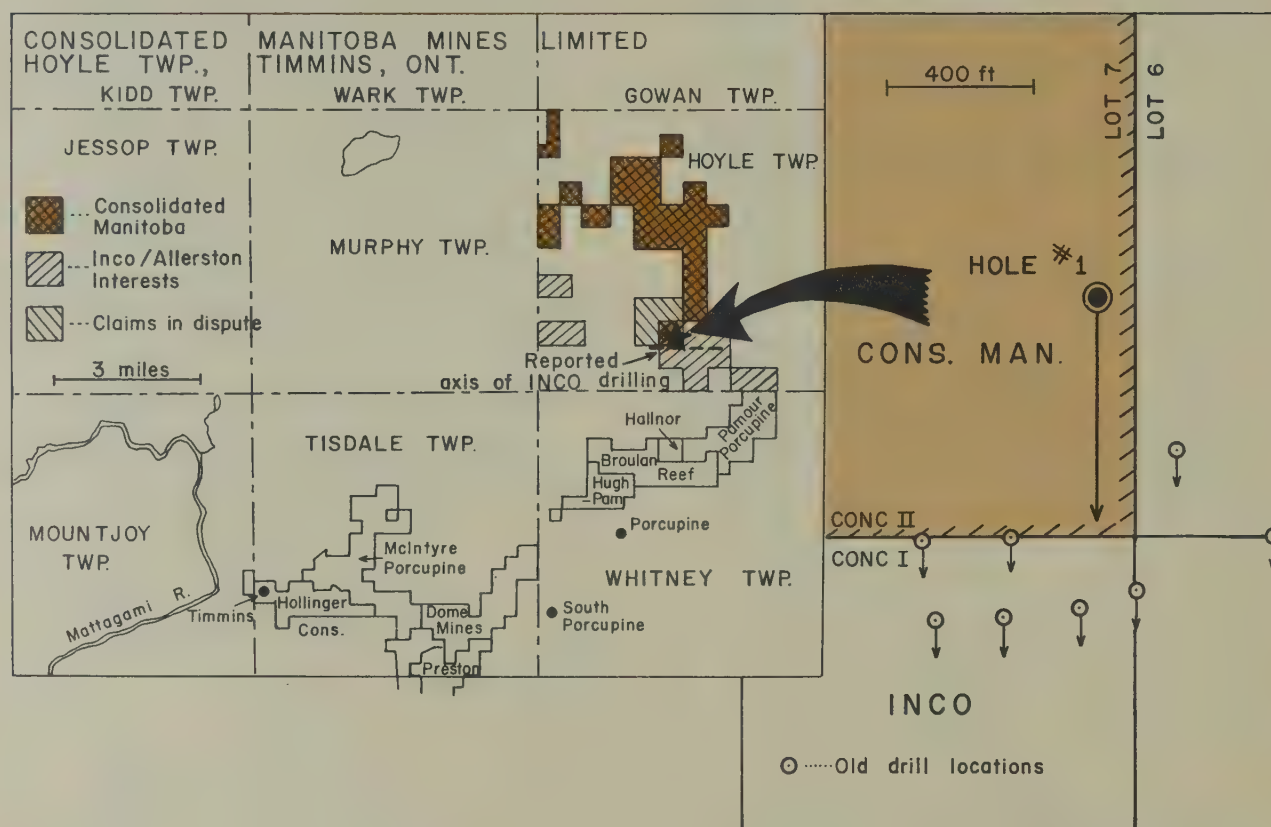 CONSOLIDATED MANITOBA MINES LIMITED
HOYLE TWP., TIMMINS, ONT.
KIDD TWP. WARK TWP. GOWAN TWP.
JESSOP TWP.
HOYLE TWP.
MURPHY TWP.
... Consolidated
Manitoba
--- Inco/Allerston
Interests
--- Claims in dispute
3 miles
Reported
axis of INCO drilling
TISDALE TWP.
Hallnor
Pamour
Porcupine
Broulan
Reef
Hugh
-Pam
Porcupine
MOUNTJOY
TWP.
McIntyre
Porcupine
WHITNEY TWP.
Mattagami R.
Timmins
Hollinger
Cons.
Dome
Mines
South
Porcupine
Preston
400 ft
LOT 7
LOT 6
HOLE #1
CONS. MAN.
CONC II
CONC I
INCO
......Old drill locations